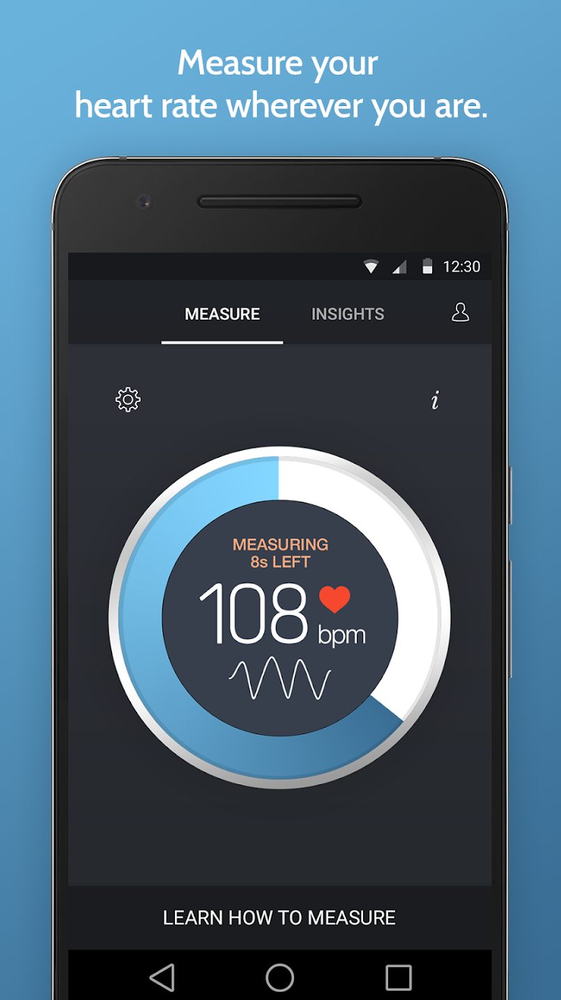 Measure your
heart rate wherever you are.
12:30
MEASURE INSIGHTS
i
MEASURING
8s LEFT
108
bpm
LEARN HOW TO MEASURE